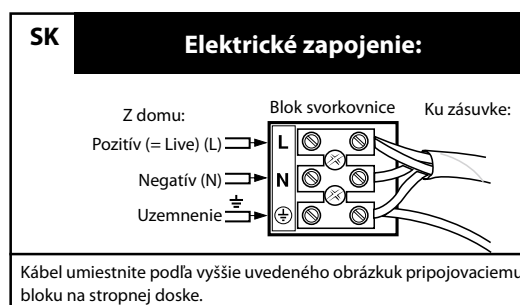 SK
Elektrické zapojenie:
Z domu:
Blok svorkovnice
Ku zásuvke:
Pozitív (= Live) (L)
L
Negatív (N)
N
Uzemnenie
Kábel umiestnite podľa vyššie uvedeného obrázkuk pripojovaciemu
bloku na stropnej doske.